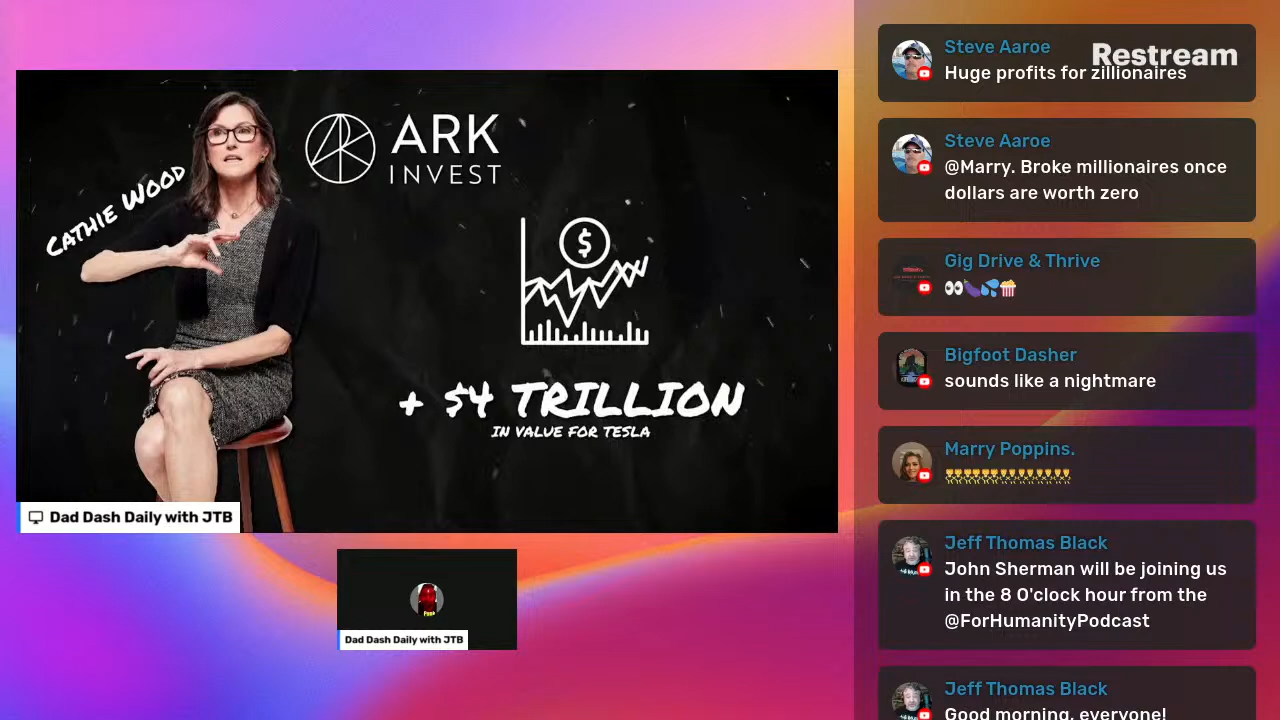 CATHIE WOOD
ARK
INVEST
$
+ $4 TRILLION
IN VALUE FOR TESLA
Dad Dash Daily with JTB
Dad Dash Daily with JTB
Restream
Steve Aaroe
Huge profits for zillionaires
Steve Aaroe
@Marry. Broke millionaires once
dollars are worth zero
Gig Drive & Thrive
👀🍆💦🍿
Bigfoot Dasher
sounds like a nightmare
Marry Poppins.
Jeff Thomas Black
John Sherman will be joining us
in the 8 O'clock hour from the
@ForHumanityPodcast
Jeff Thomas Black
Good morning, everyone!